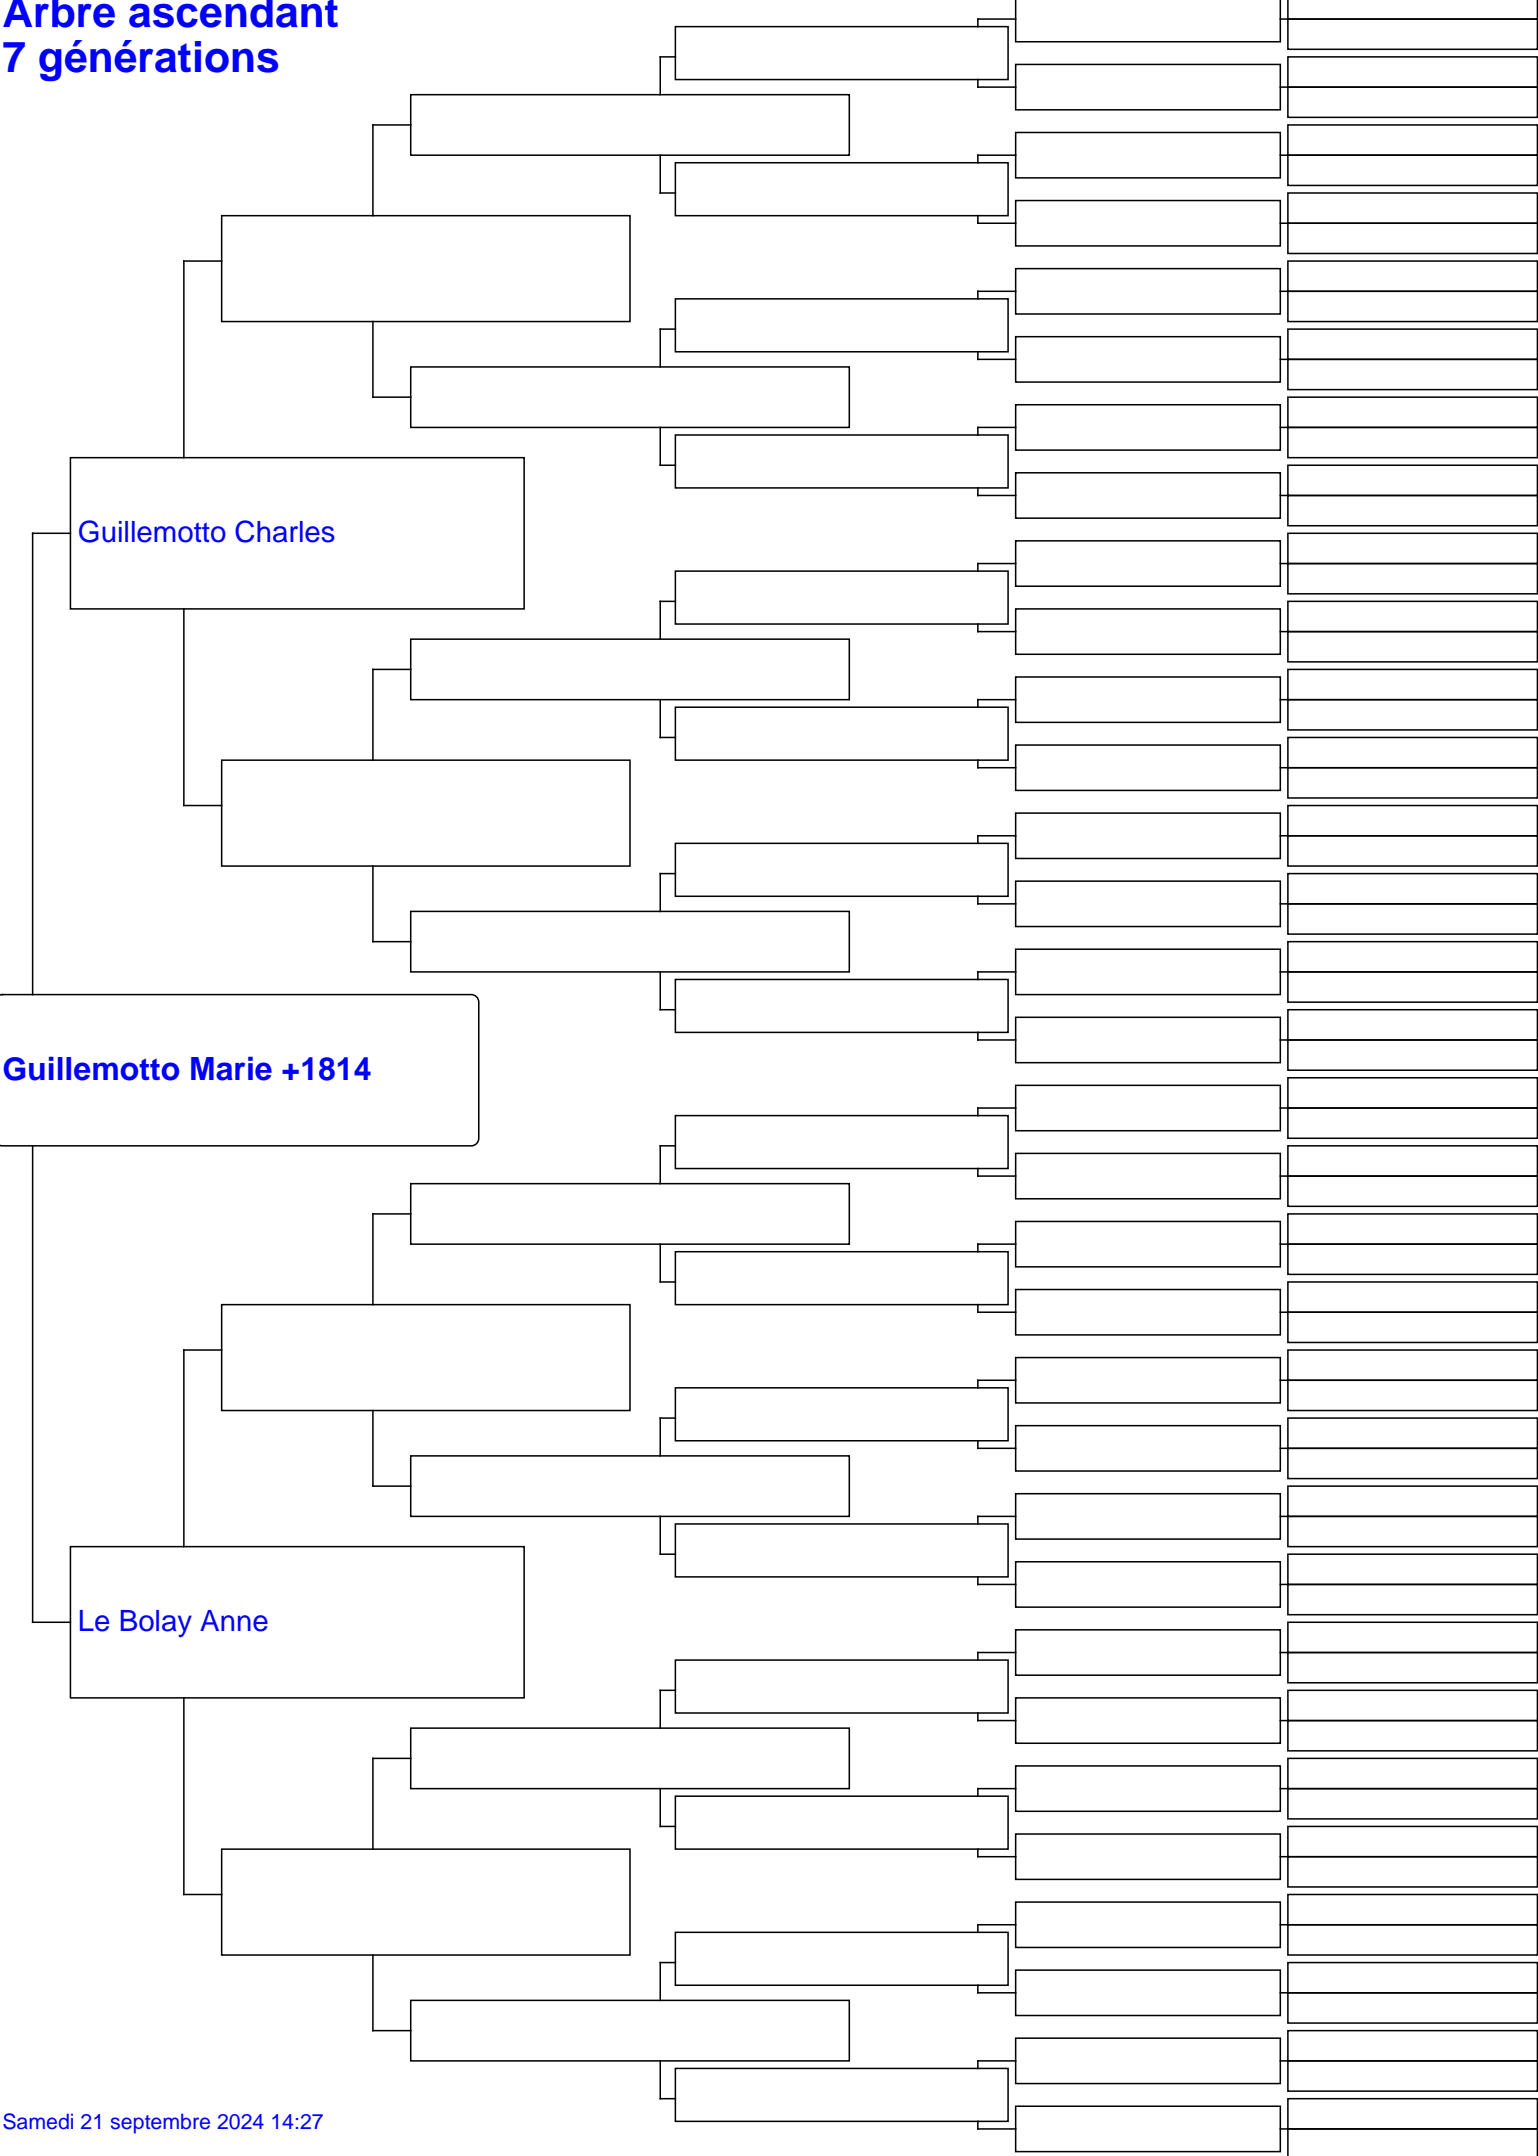 Arbre ascendant
7 générations
Guillemotto Charles
Guillemotto Marie +1814
Le Bolay Anne
Samedi 21 septembre 2024 14:27